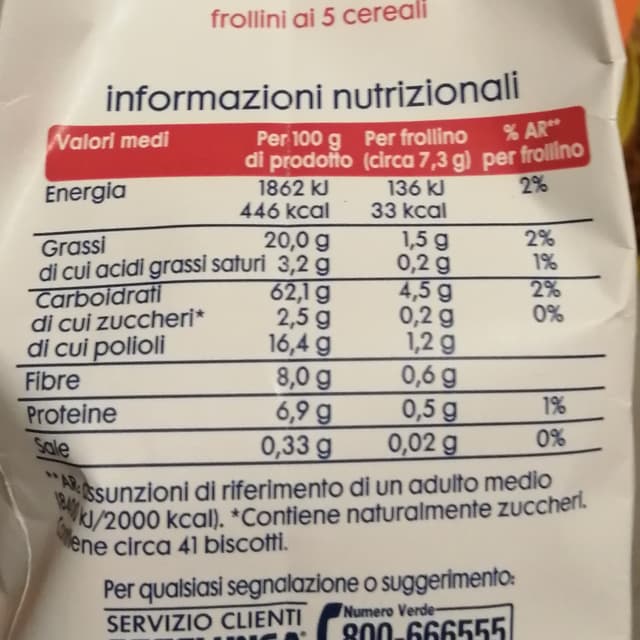 frollini ai 5 cereali
informazioni nutrizionali
Valori medi Per 100 g di prodotto Per frollino (circa 7,3 g) % AR** per frollino
Energia 1862 kJ 136 kJ 2%
446 kcal 33 kcal
Grassi 20,0 g 1,5 g 2%
di cui acidi grassi saturi 3,2 g 0,2 g 1%
Carboidrati 62,1 g 4,5 g 2%
di cui zuccheri* 2,5 g 0,2 g 0%
di cui polioli 16,4 g 1,2 g
Fibre 8,0 g 0,6 g
Proteine 6,9 g 0,5 g 1%
Sale 0,33 g 0,02 g 0%
**AR: Assunzioni di riferimento di un adulto medio
kJ/2000 kcal). *Contiene naturalmente zuccheri.
circa 41 biscotti.
Per qualsiasi segnalazione o suggerimento:
SERVIZIO CLIENTI Numero Verde
800-666555